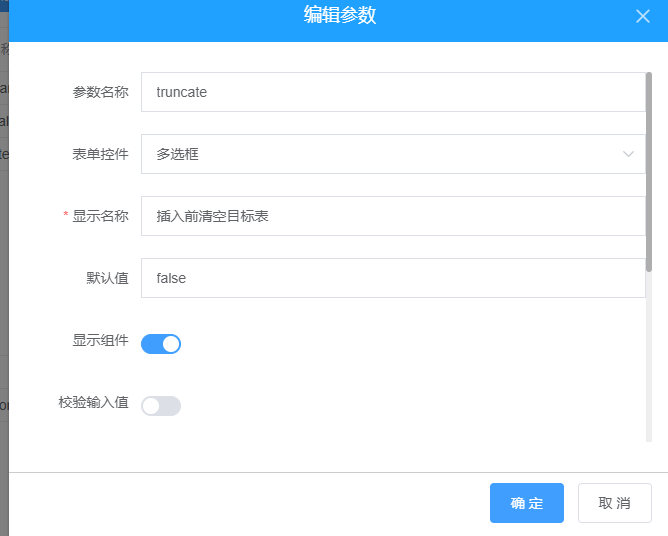 编辑参数
参数名称 truncate
表单控件 多选框
* 显示名称 插入前清空目标表
默认值 false
显示组件
校验输入值
确 定 取 消